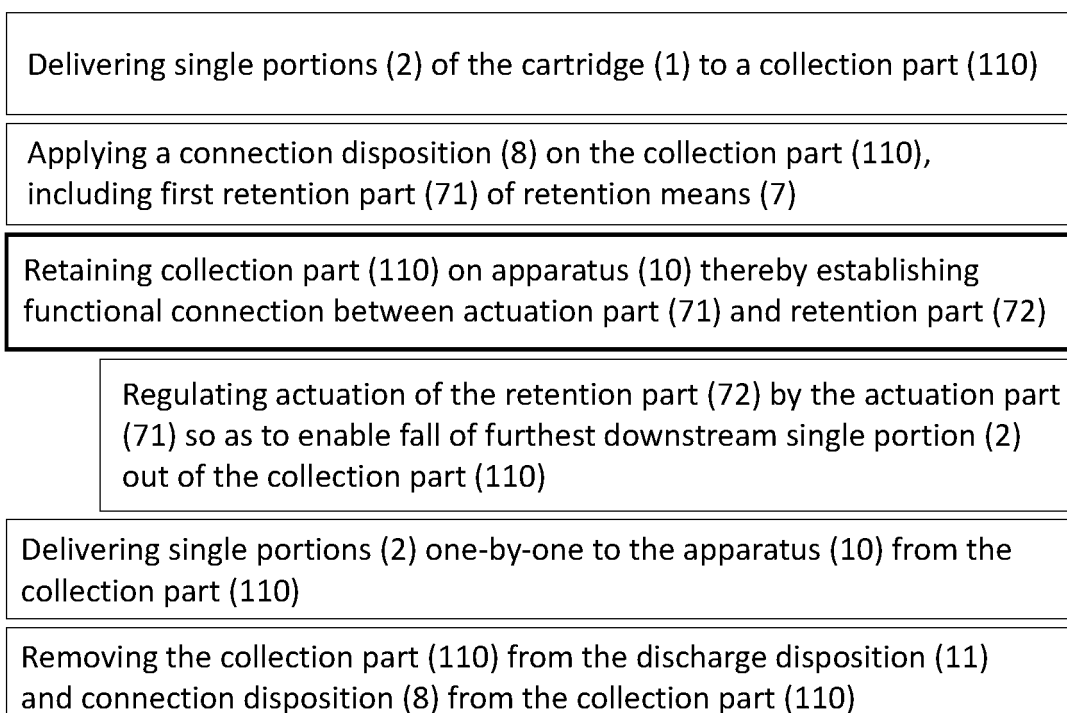 Delivering single portions (2) of the cartridge (1) to a collection part (110)
Applying a connection disposition (8) on the collection part (110),
including first retention part (71) of retention means (7)
Retaining collection part (110) on apparatus (10) thereby establishing
functional connection between actuation part (71) and retention part (72)
Regulating actuation of the retention part (72) by the actuation part
(71) so as to enable fall of furthest downstream single portion (2)
out of the collection part (110)
Delivering single portions (2) one-by-one to the apparatus (10) from the
collection part (110)
Removing the collection part (110) from the discharge disposition (11)
and connection disposition (8) from the collection part (110)